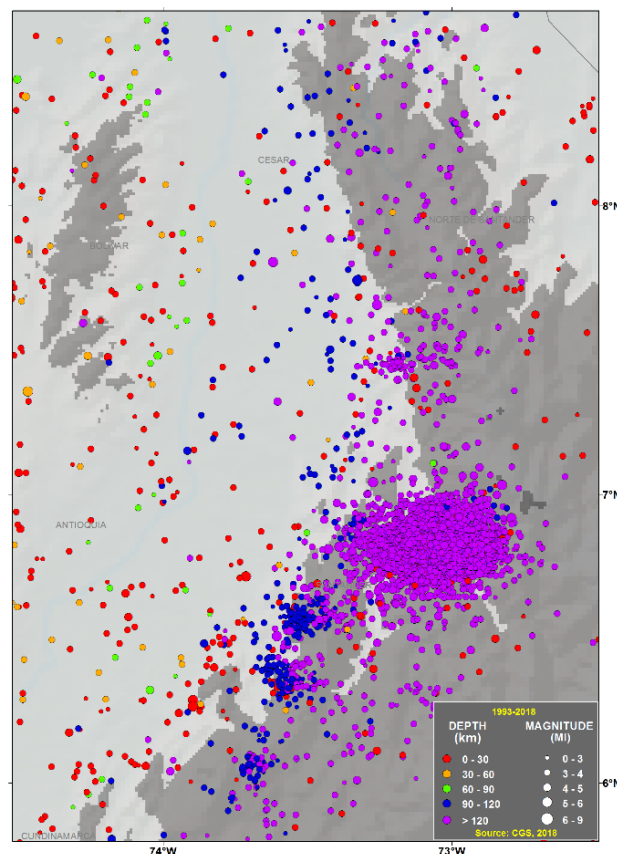 CESAR
8°N
NORTE DE SANTANDER
BOLIVAR
7°N
ANTIOQUIA
1993-2018
DEPTH
(km)
MAGNITUDE
(Ml)
0 - 30
0 - 3
30 - 60
3 - 4
60 - 90
4 - 5
90 - 120
5 - 6
> 120
6 - 9
Source: CGS, 2018
6°N
CUNDINAMARCA
74°W
73°W